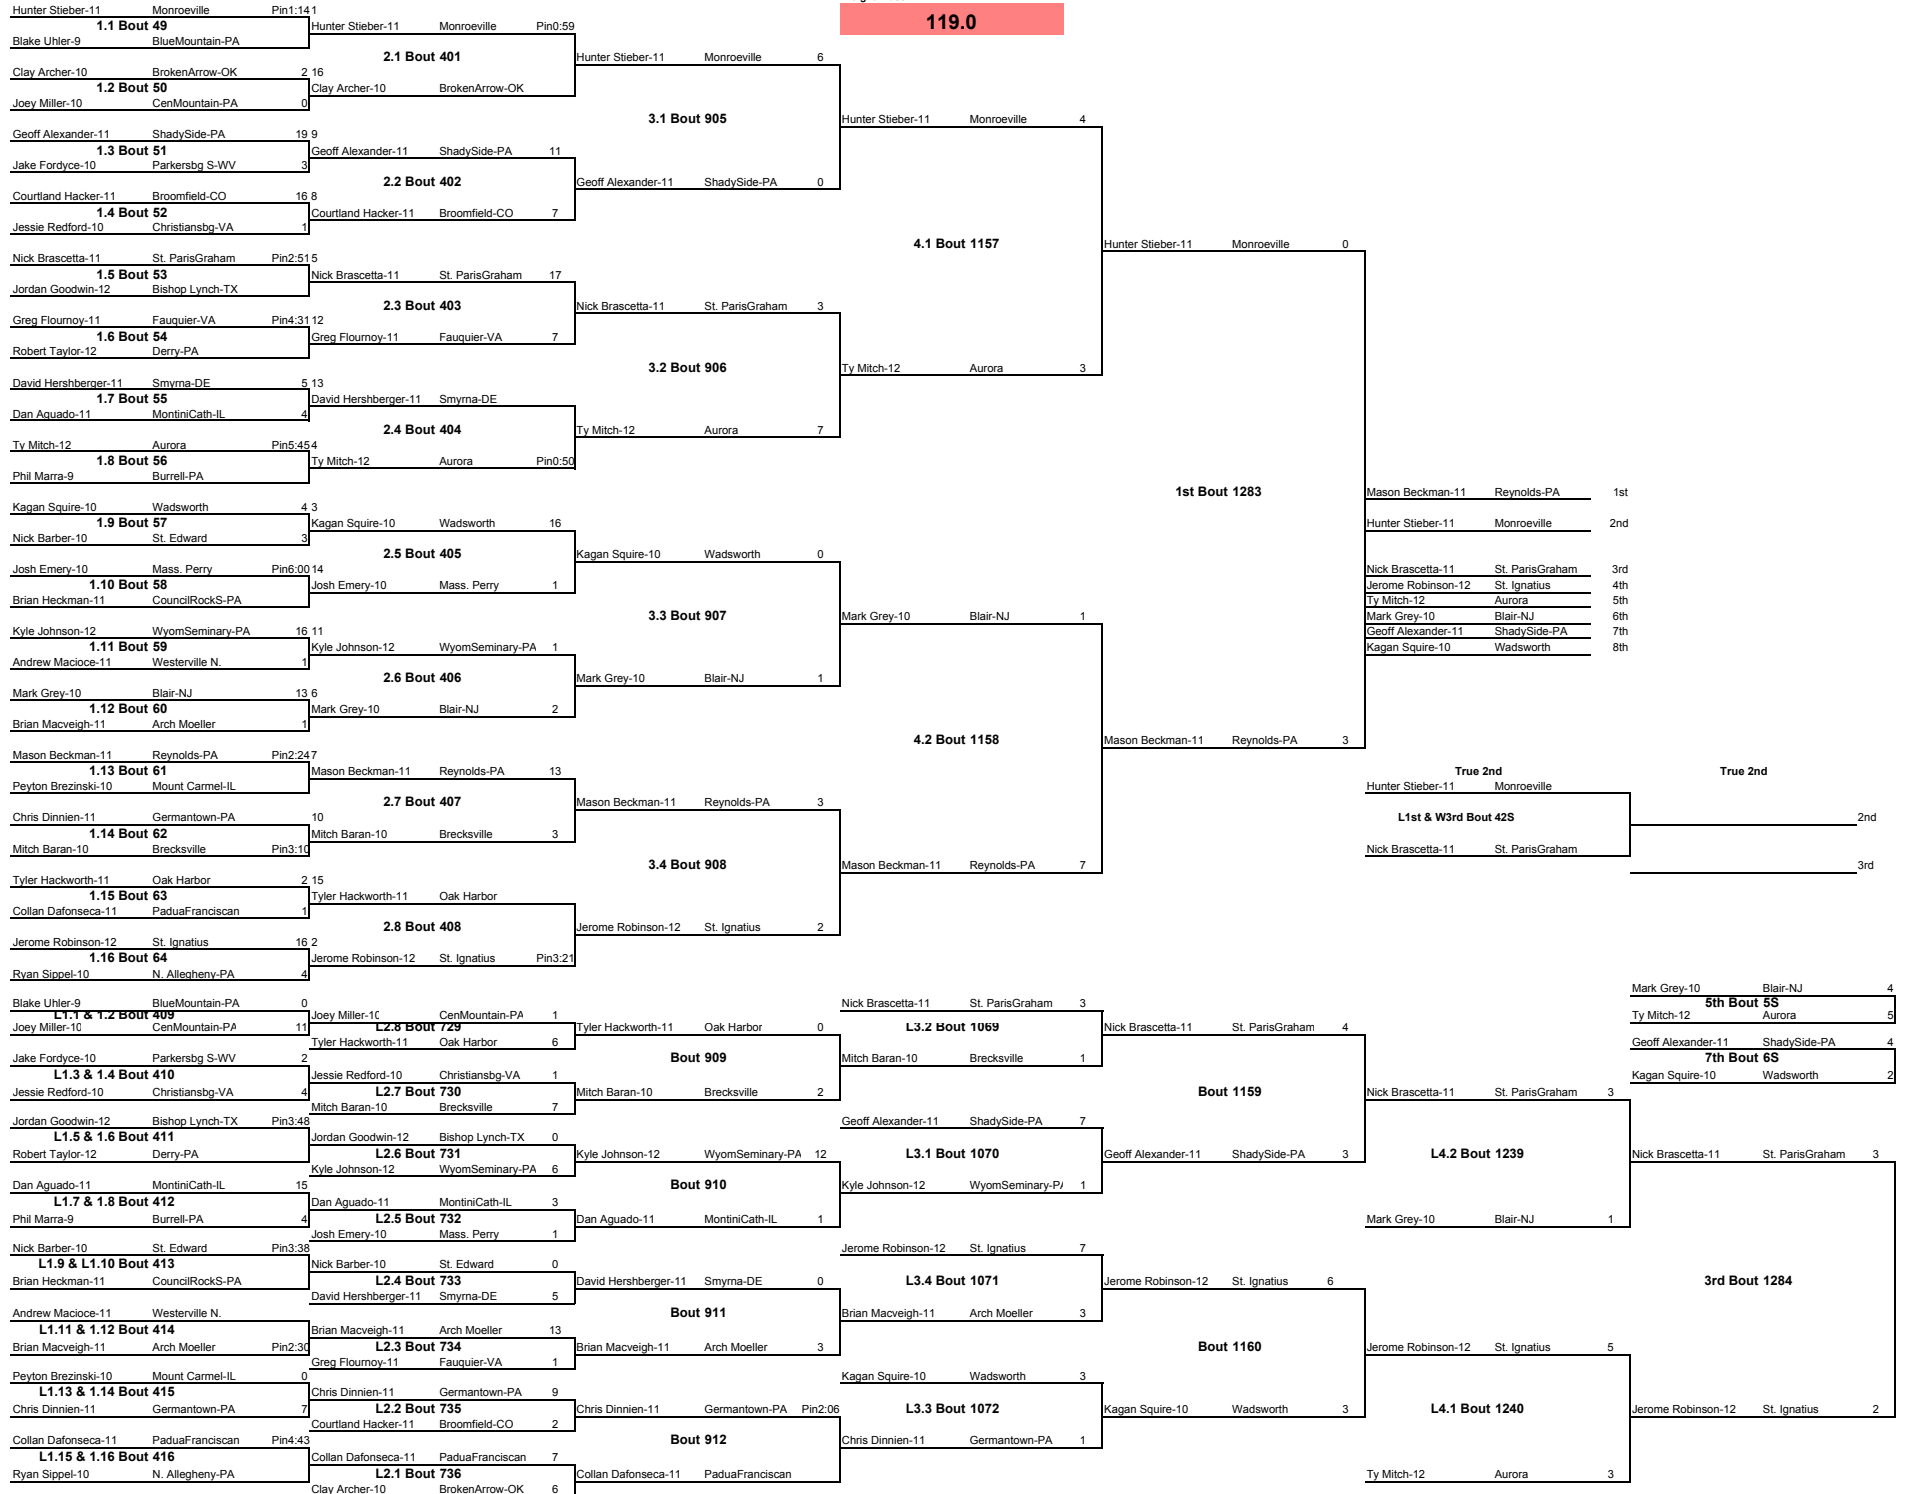 119.0
Hunter Stieber-11 Monroeville Pin1:14 1
1.1 Bout 49
Blake Uhler-9 BlueMountain-PA
Clay Archer-10 BrokenArrow-OK 2 16
1.2 Bout 50
Joey Miller-10 CenMountain-PA 0
Geoff Alexander-11 ShadySide-PA 19 9
1.3 Bout 51
Jake Fordyce-10 Parkersbg S-WV 3
Courtland Hacker-11 Broomfield-CO 16 8
1.4 Bout 52
Jessie Redford-10 Christiansbg-VA 1
Nick Brascetta-11 St. ParisGraham Pin2:51 5
1.5 Bout 53
Jordan Goodwin-12 Bishop Lynch-TX
Greg Flournoy-11 Fauquier-VA Pin4:31 12
1.6 Bout 54
Robert Taylor-12 Derry-PA
David Hershberger-11 Smyrna-DE 5 13
1.7 Bout 55
Dan Aguado-11 MontiniCath-IL 4
Ty Mitch-12 Aurora Pin5:45 4
1.8 Bout 56
Phil Marra-9 Burrell-PA
Kagan Squire-10 Wadsworth 4 3
1.9 Bout 57
Nick Barber-10 St. Edward 3
Josh Emery-10 Mass. Perry Pin6:00 14
1.10 Bout 58
Brian Heckman-11 CouncilRockS-PA
Kyle Johnson-12 WyomSeminary-PA 16 11
1.11 Bout 59
Andrew Macioce-11 Westerville N. 1
Mark Grey-10 Blair-NJ 13 6
1.12 Bout 60
Brian Macveigh-11 Arch Moeller 1
Mason Beckman-11 Reynolds-PA Pin2:24 7
1.13 Bout 61
Peyton Brezinski-10 Mount Carmel-IL
Chris Dinnien-11 Germantown-PA 10
1.14 Bout 62
Mitch Baran-10 Brecksville Pin3:10
Tyler Hackworth-11 Oak Harbor 2 15
1.15 Bout 63
Collan Dafonseca-11 PaduaFranciscan 1
Jerome Robinson-12 St. Ignatius 16 2
1.16 Bout 64
Ryan Sippel-10 N. Allegheny-PA 4
Hunter Stieber-11 Monroeville Pin0:59
2.1 Bout 401
Clay Archer-10 BrokenArrow-OK
Geoff Alexander-11 ShadySide-PA 11
2.2 Bout 402
Courtland Hacker-11 Broomfield-CO 7
Nick Brascetta-11 St. ParisGraham 17
2.3 Bout 403
Greg Flournoy-11 Fauquier-VA 7
David Hershberger-11 Smyrna-DE
2.4 Bout 404
Ty Mitch-12 Aurora Pin0:50
Kagan Squire-10 Wadsworth 16
2.5 Bout 405
Josh Emery-10 Mass. Perry 1
Kyle Johnson-12 WyomSeminary-PA 1
2.6 Bout 406
Mark Grey-10 Blair-NJ 2
Mason Beckman-11 Reynolds-PA 13
2.7 Bout 407
Mitch Baran-10 Brecksville 3
Tyler Hackworth-11 Oak Harbor
2.8 Bout 408
Jerome Robinson-12 St. Ignatius Pin3:21
Hunter Stieber-11 Monroeville 6
3.1 Bout 905
Geoff Alexander-11 ShadySide-PA 0
Nick Brascetta-11 St. ParisGraham 3
3.2 Bout 906
Ty Mitch-12 Aurora 7
Kagan Squire-10 Wadsworth 0
3.3 Bout 907
Mark Grey-10 Blair-NJ 1
Mason Beckman-11 Reynolds-PA 3
3.4 Bout 908
Jerome Robinson-12 St. Ignatius 2
Hunter Stieber-11 Monroeville 4
4.1 Bout 1157
Ty Mitch-12 Aurora 3
Mark Grey-10 Blair-NJ 1
4.2 Bout 1158
Mason Beckman-11 Reynolds-PA 7
Hunter Stieber-11 Monroeville 0
1st Bout 1283
Mason Beckman-11 Reynolds-PA 3
Mason Beckman-11 Reynolds-PA 1st
Hunter Stieber-11 Monroeville 2nd
Nick Brascetta-11 St. ParisGraham 3rd
Jerome Robinson-12 St. Ignatius 4th
Ty Mitch-12 Aurora 5th
Mark Grey-10 Blair-NJ 6th
Geoff Alexander-11 ShadySide-PA 7th
Kagan Squire-10 Wadsworth 8th
True 2nd True 2nd
Hunter Stieber-11 Monroeville
L1st & W3rd Bout 42S 2nd
Nick Brascetta-11 St. ParisGraham
3rd
Blake Uhler-9 BlueMountain-PA 0
L1.1 & 1.2 Bout 409
Joey Miller-10 CenMountain-PA 11
Jake Fordyce-10 Parkersbg S-WV 2
L1.3 & 1.4 Bout 410
Jessie Redford-10 Christiansbg-VA 4
Jordan Goodwin-12 Bishop Lynch-TX Pin3:48
L1.5 & 1.6 Bout 411
Robert Taylor-12 Derry-PA
Dan Aguado-11 MontiniCath-IL 15
L1.7 & 1.8 Bout 412
Phil Marra-9 Burrell-PA 4
Nick Barber-10 St. Edward Pin3:38
L1.9 & L1.10 Bout 413
Brian Heckman-11 CouncilRockS-PA
Andrew Macioce-11 Westerville N.
L1.11 & 1.12 Bout 414
Brian Macveigh-11 Arch Moeller Pin2:30
Peyton Brezinski-10 Mount Carmel-IL 0
L1.13 & 1.14 Bout 415
Chris Dinnien-11 Germantown-PA 7
Collan Dafonseca-11 PaduaFranciscan Pin4:43
L1.15 & 1.16 Bout 416
Ryan Sippel-10 N. Allegheny-PA
Joey Miller-10 CenMountain-PA 1
L2.8 Bout 729
Tyler Hackworth-11 Oak Harbor 6
Jessie Redford-10 Christiansbg-VA 1
L2.7 Bout 730
Mitch Baran-10 Brecksville 7
Jordan Goodwin-12 Bishop Lynch-TX 0
L2.6 Bout 731
Kyle Johnson-12 WyomSeminary-PA 6
Dan Aguado-11 MontiniCath-IL 3
L2.5 Bout 732
Josh Emery-10 Mass. Perry 1
Nick Barber-10 St. Edward 0
L2.4 Bout 733
David Hershberger-11 Smyrna-DE 5
Brian Macveigh-11 Arch Moeller 13
L2.3 Bout 734
Greg Flournoy-11 Fauquier-VA 1
Chris Dinnien-11 Germantown-PA 9
L2.2 Bout 735
Courtland Hacker-11 Broomfield-CO 2
Collan Dafonseca-11 PaduaFranciscan 7
L2.1 Bout 736
Clay Archer-10 BrokenArrow-OK 6
Tyler Hackworth-11 Oak Harbor 0
Bout 909
Mitch Baran-10 Brecksville 2
Kyle Johnson-12 WyomSeminary-PA 12
Bout 910
Dan Aguado-11 MontiniCath-IL 1
David Hershberger-11 Smyrna-DE 0
Bout 911
Brian Macveigh-11 Arch Moeller 3
Chris Dinnien-11 Germantown-PA Pin2:06
Bout 912
Collan Dafonseca-11 PaduaFranciscan
Nick Brascetta-11 St. ParisGraham 3
L3.2 Bout 1069
Mitch Baran-10 Brecksville 1
Geoff Alexander-11 ShadySide-PA 7
L3.1 Bout 1070
Kyle Johnson-12 WyomSeminary-P 1
Jerome Robinson-12 St. Ignatius 7
L3.4 Bout 1071
Brian Macveigh-11 Arch Moeller 3
Kagan Squire-10 Wadsworth 3
L3.3 Bout 1072
Chris Dinnien-11 Germantown-PA 1
Nick Brascetta-11 St. ParisGraham 4
Bout 1159
Geoff Alexander-11 ShadySide-PA 3
Jerome Robinson-12 St. Ignatius 6
Bout 1160
Kagan Squire-10 Wadsworth 3
Nick Brascetta-11 St. ParisGraham 3
L4.2 Bout 1239
Mark Grey-10 Blair-NJ 1
Jerome Robinson-12 St. Ignatius 5
L4.1 Bout 1240
Ty Mitch-12 Aurora 3
Mark Grey-10 Blair-NJ 4
5th Bout 5S
Ty Mitch-12 Aurora 5
Geoff Alexander-11 ShadySide-PA 4
7th Bout 6S
Kagan Squire-10 Wadsworth 2
Nick Brascetta-11 St. ParisGraham 3
3rd Bout 1284
Jerome Robinson-12 St. Ignatius 2